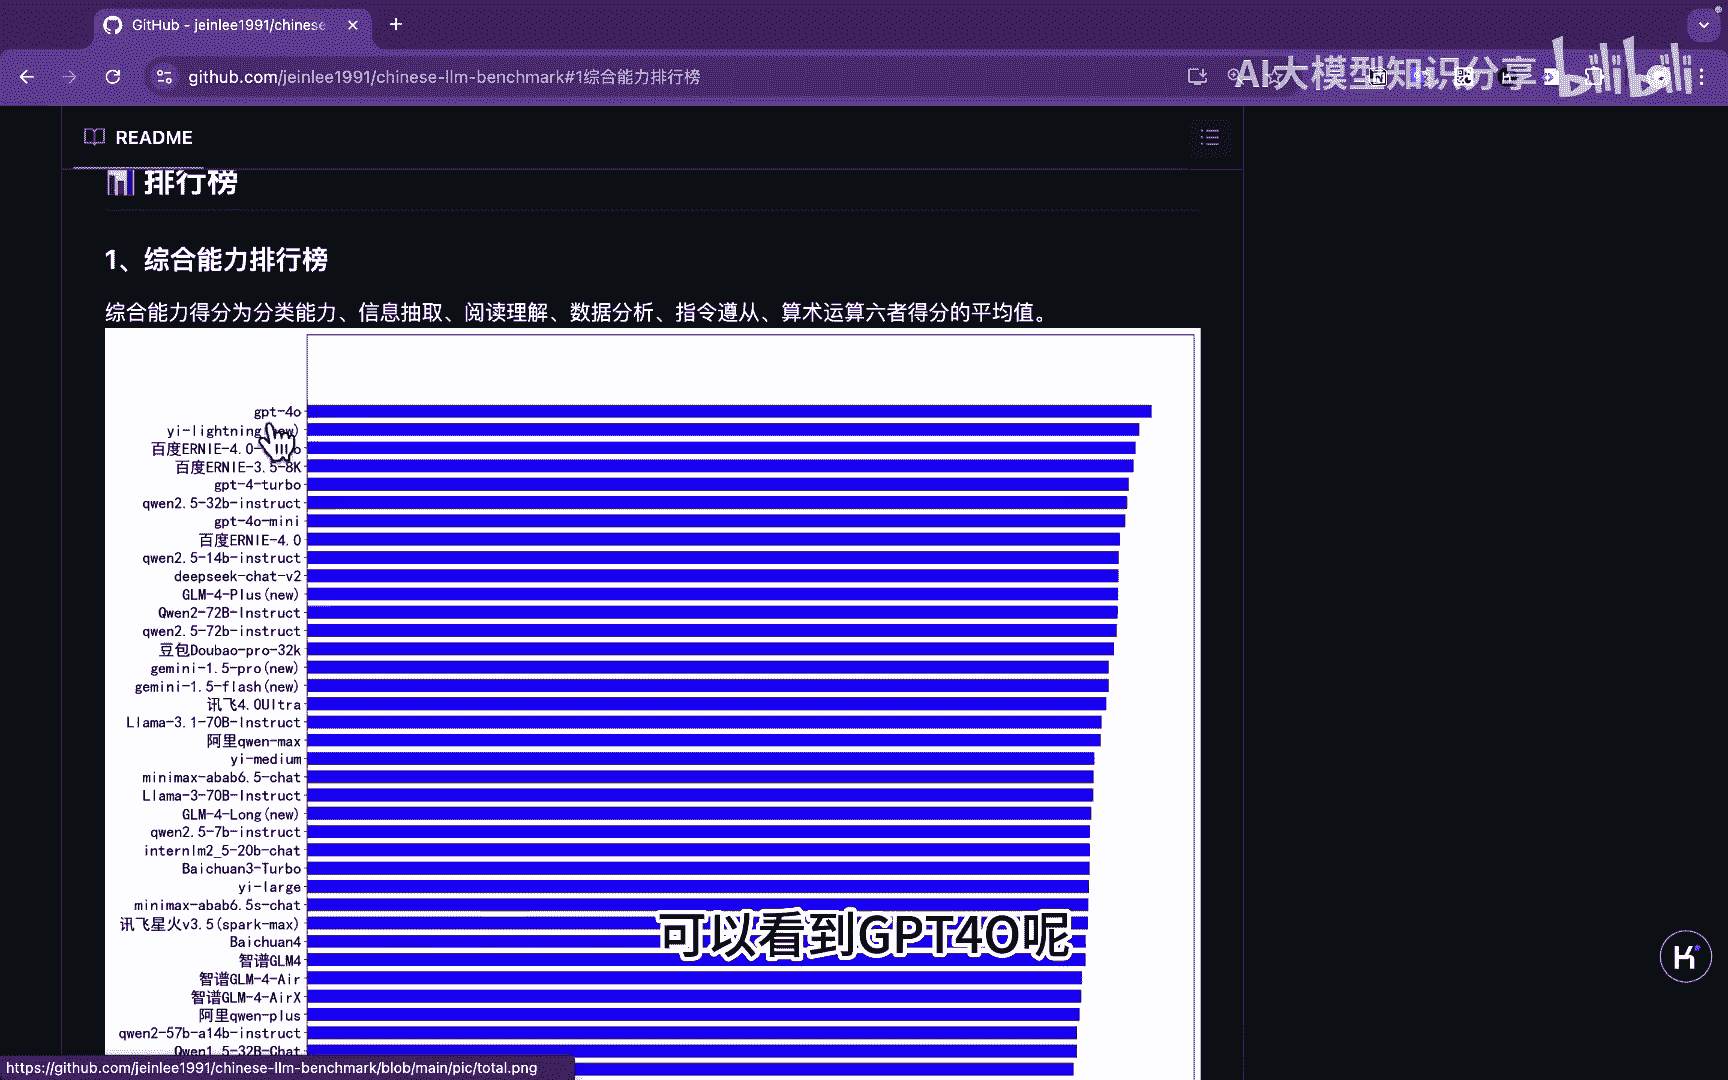 GitHub - jeinlee1991/chinese
github.com/jeinlee1991/chinese-llm-benchmark#1综合能力排行榜
AI大模型知识分享 bilibili
README
排行榜
1、综合能力排行榜
综合能力得分为分类能力、信息抽取、阅读理解、数据分析、指令遵从、算术运算六者得分的平均值。
gpt-4o
yi-lightning
百度ERNIE-4.0
百度ERNIE-3.5-8K
gpt-4-turbo
qwen2.5-32b-instruct
gpt-4o-mini
百度ERNIE-4.0
qwen2.5-14b-instruct
deepseek-chat-v2
GLM-4-Plus(new)
Qwen2-72B-Instruct
qwen2.5-72b-instruct
豆包Doubao-pro-32k
gemini-1.5-pro(new)
gemini-1.5-flash(new)
讯飞4.0Ultra
Llama-3.1-70B-Instruct
阿里qwen-max
yi-medium
minimax-abab6.5-chat
Llama-3-70B-Instruct
GLM-4-Long(new)
qwen2.5-7b-instruct
internlm2_5-20b-chat
Baichuan3-Turbo
yi-large
minimax-abab6.5s-chat
讯飞星火v3.5(spark-max)
可以看到GPT4O呢
Baichuan4
智谱GLM4
智谱GLM-4-Air
智谱GLM-4-AirX
阿里qwen-plus
qwen2-57b-a14b-instruct
Qwen1.5-32B-Chat
https://github.com/jeinlee1991/chinese-llm-benchmark/blob/main/pic/total.png